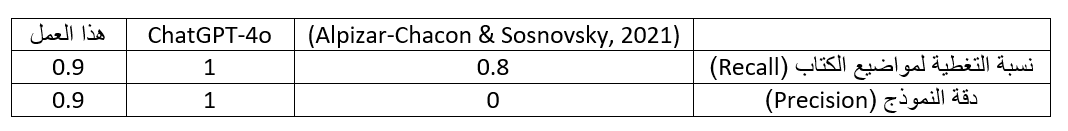 (Alpizar-Chacon & Sosnovsky, 2021) ChatGPT-4o هذا العمل
نسبة التغطية لمواضيع الكتاب (Recall) 0.8 1 0.9
دقة النموذج (Precision) 0 1 0.9